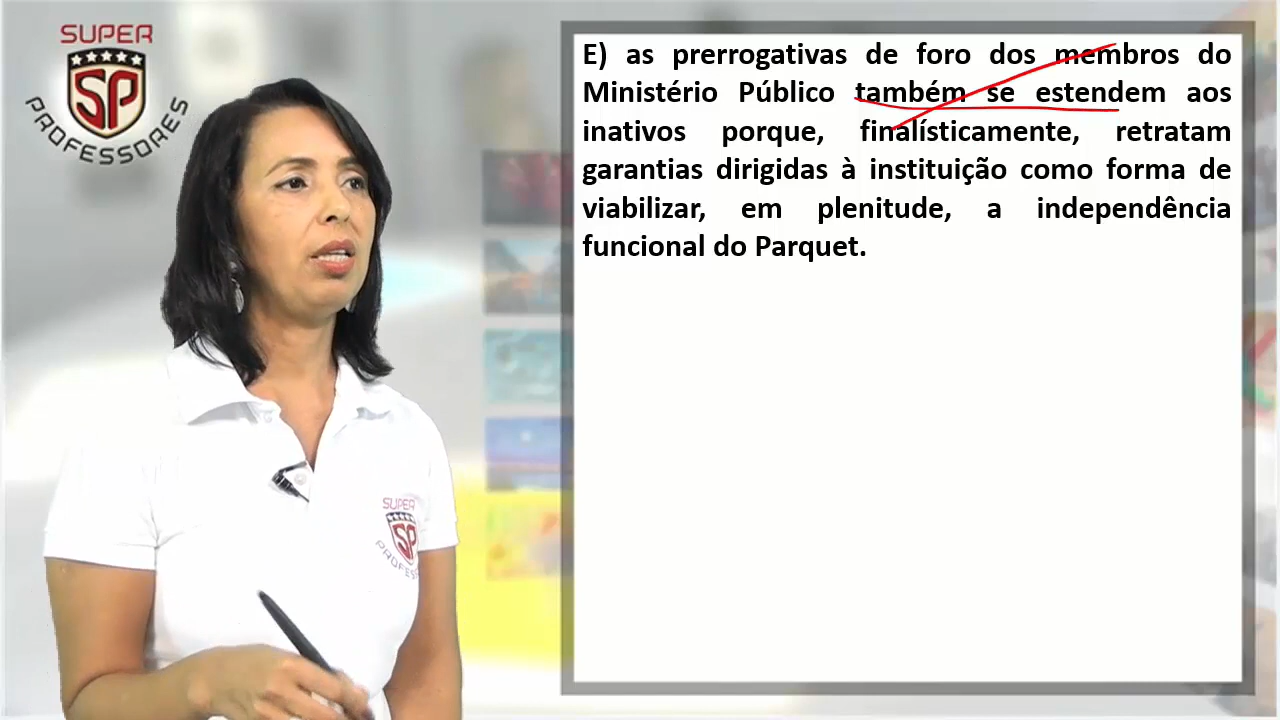 SUPER
SP
PROFESSORES
E) as prerrogativas de foro dos membros do
Ministério Público também se estendem aos
inativos porque, finalísticamente, retratam
garantias dirigidas à instituição como forma de
viabilizar, em plenitude, a independência
funcional do Parquet.
SUPER
SP